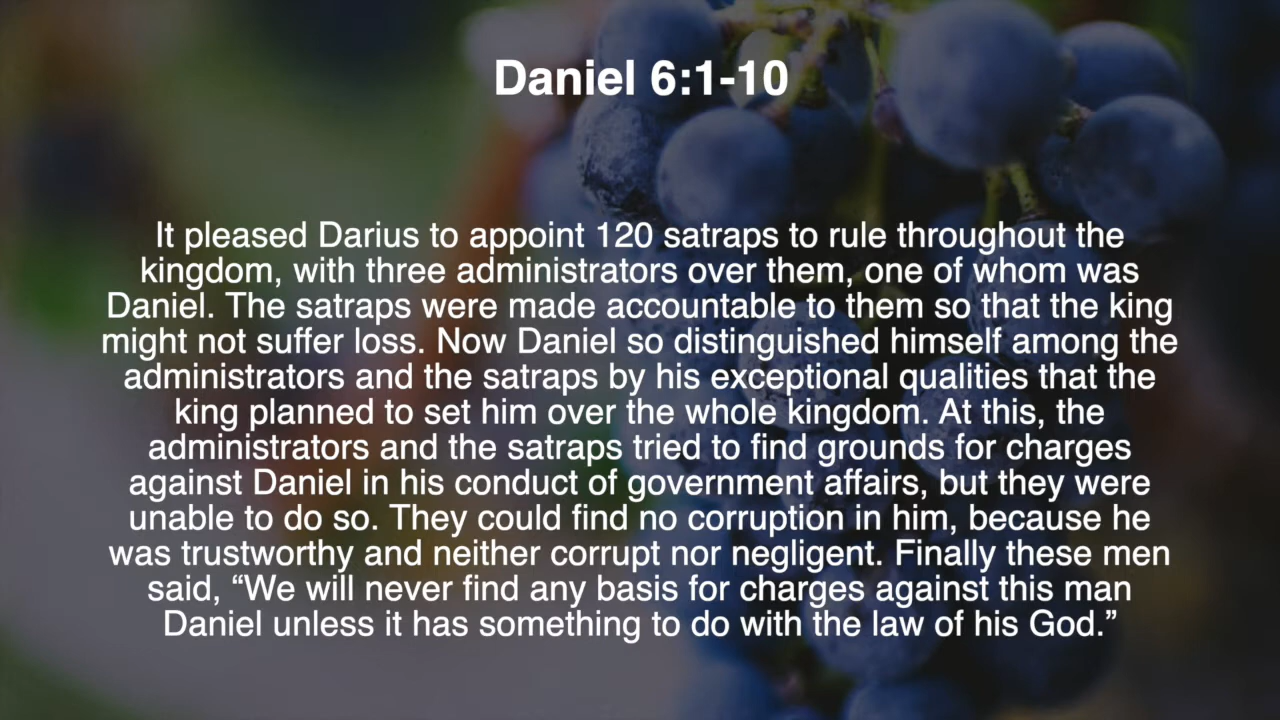 Daniel 6:1-10
It pleased Darius to appoint 120 satraps to rule throughout the
kingdom, with three administrators over them, one of whom was
Daniel. The satraps were made accountable to them so that the king
might not suffer loss. Now Daniel so distinguished himself among the
administrators and the satraps by his exceptional qualities that the
king planned to set him over the whole kingdom. At this, the
administrators and the satraps tried to find grounds for charges
against Daniel in his conduct of government affairs, but they were
unable to do so. They could find no corruption in him, because he
was trustworthy and neither corrupt nor negligent. Finally these men
said, “We will never find any basis for charges against this man
Daniel unless it has something to do with the law of his God.”